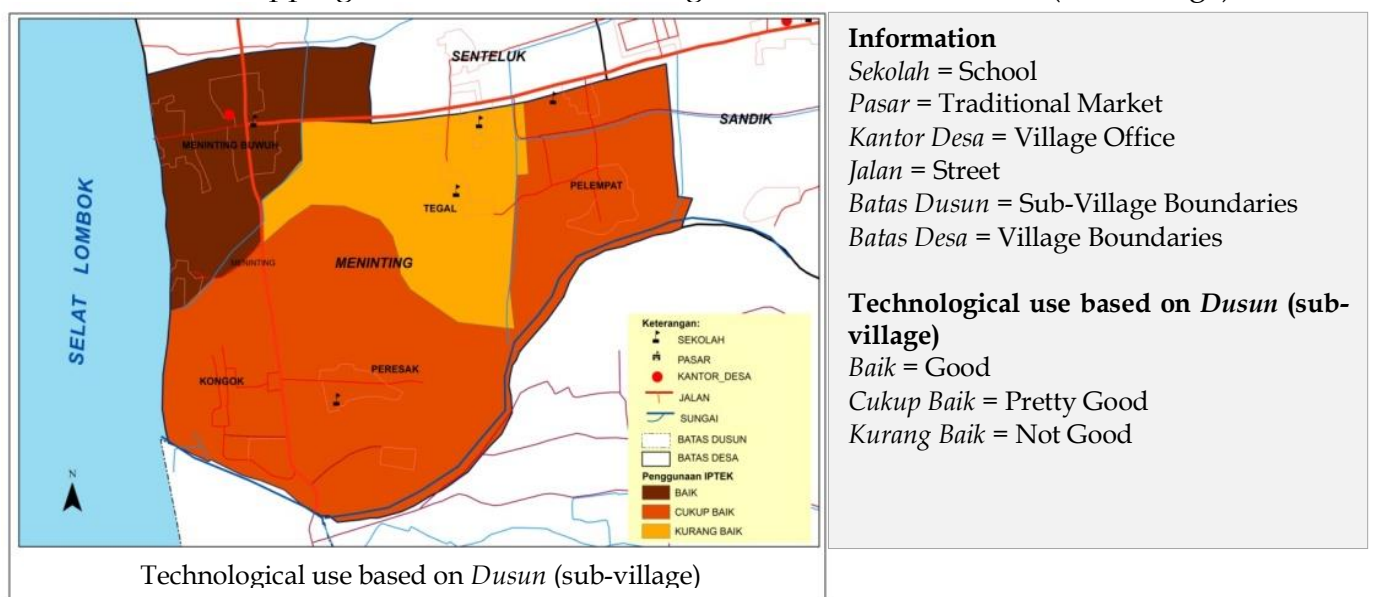 SENTELUK
SANDIK
MENINTING BUWUH
PELEMPAT
TEGAL
SELAT LOMBOK
MENINTING
MENINTING
PERESAK
KONGOK
N
Keterangan:
SEKOLAH
PASAR
KANTOR_DESA
JALAN
SUNGAI
BATAS DUSUN
BATAS DESA
Penggunaan IPTEK
BAIK
CUKUP BAIK
KURANG BAIK
Technological use based on Dusun (sub-village)
Information
Sekolah = School
Pasar = Traditional Market
Kantor Desa = Village Office
Jalan = Street
Batas Dusun = Sub-Village Boundaries
Batas Desa = Village Boundaries
Technological use based on Dusun (sub-
village)
Baik = Good
Cukup Baik = Pretty Good
Kurang Baik = Not Good